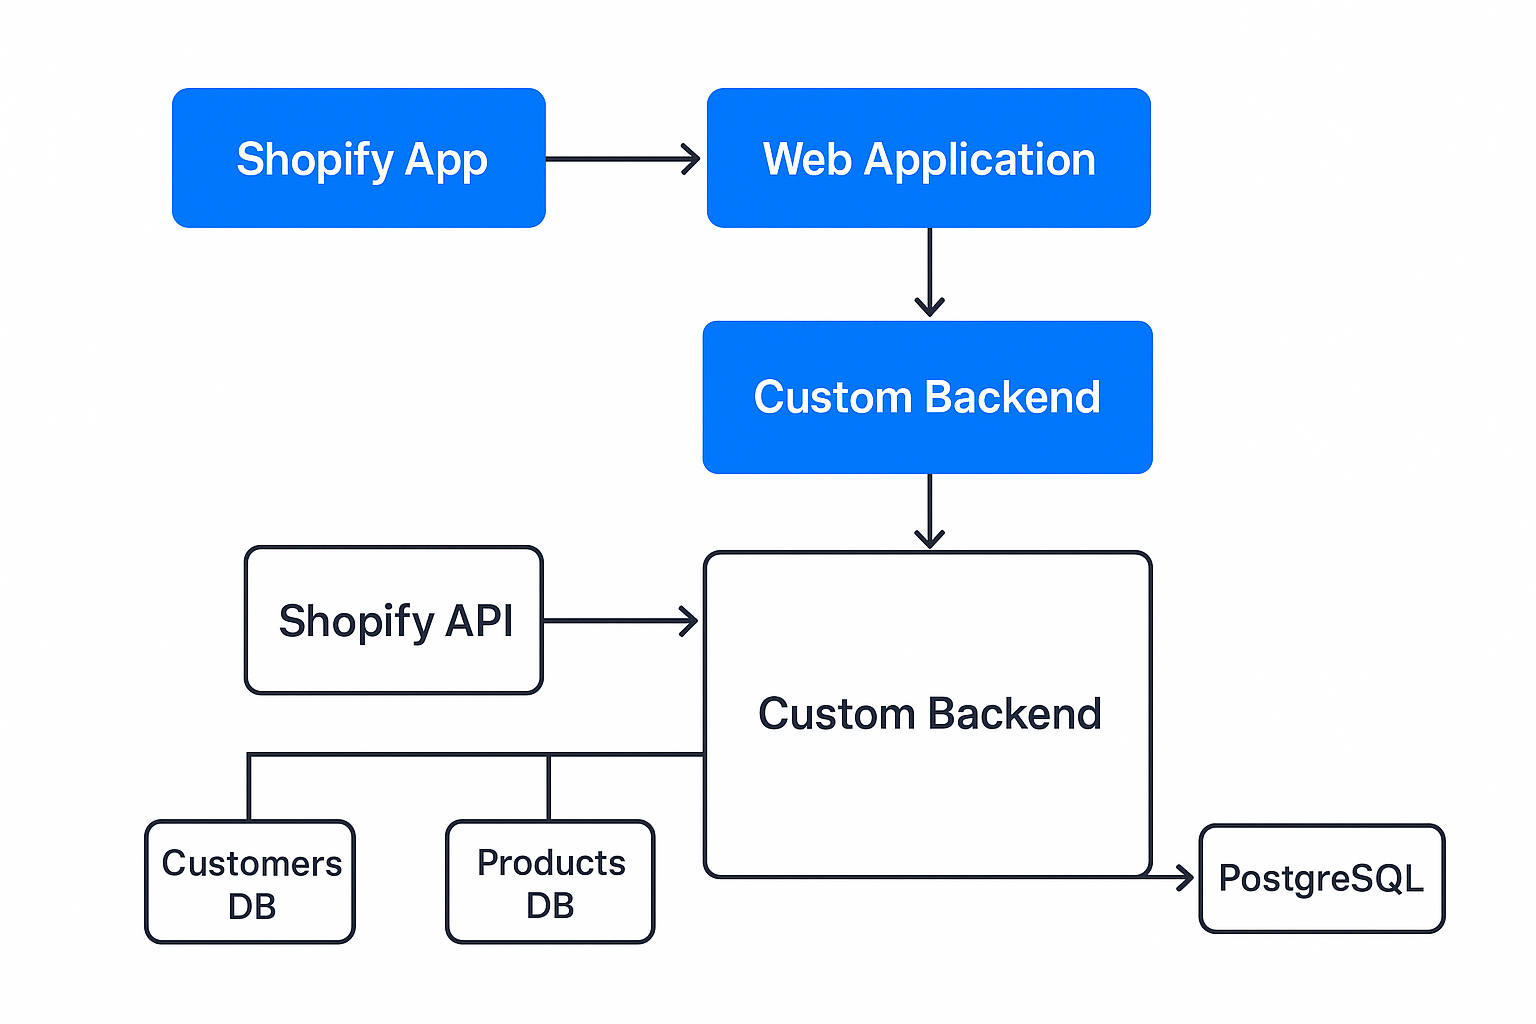 Shopify App
Web Application
Custom Backend
Shopify API
Custom Backend
Customers
DB
Products
DB
PostgreSQL